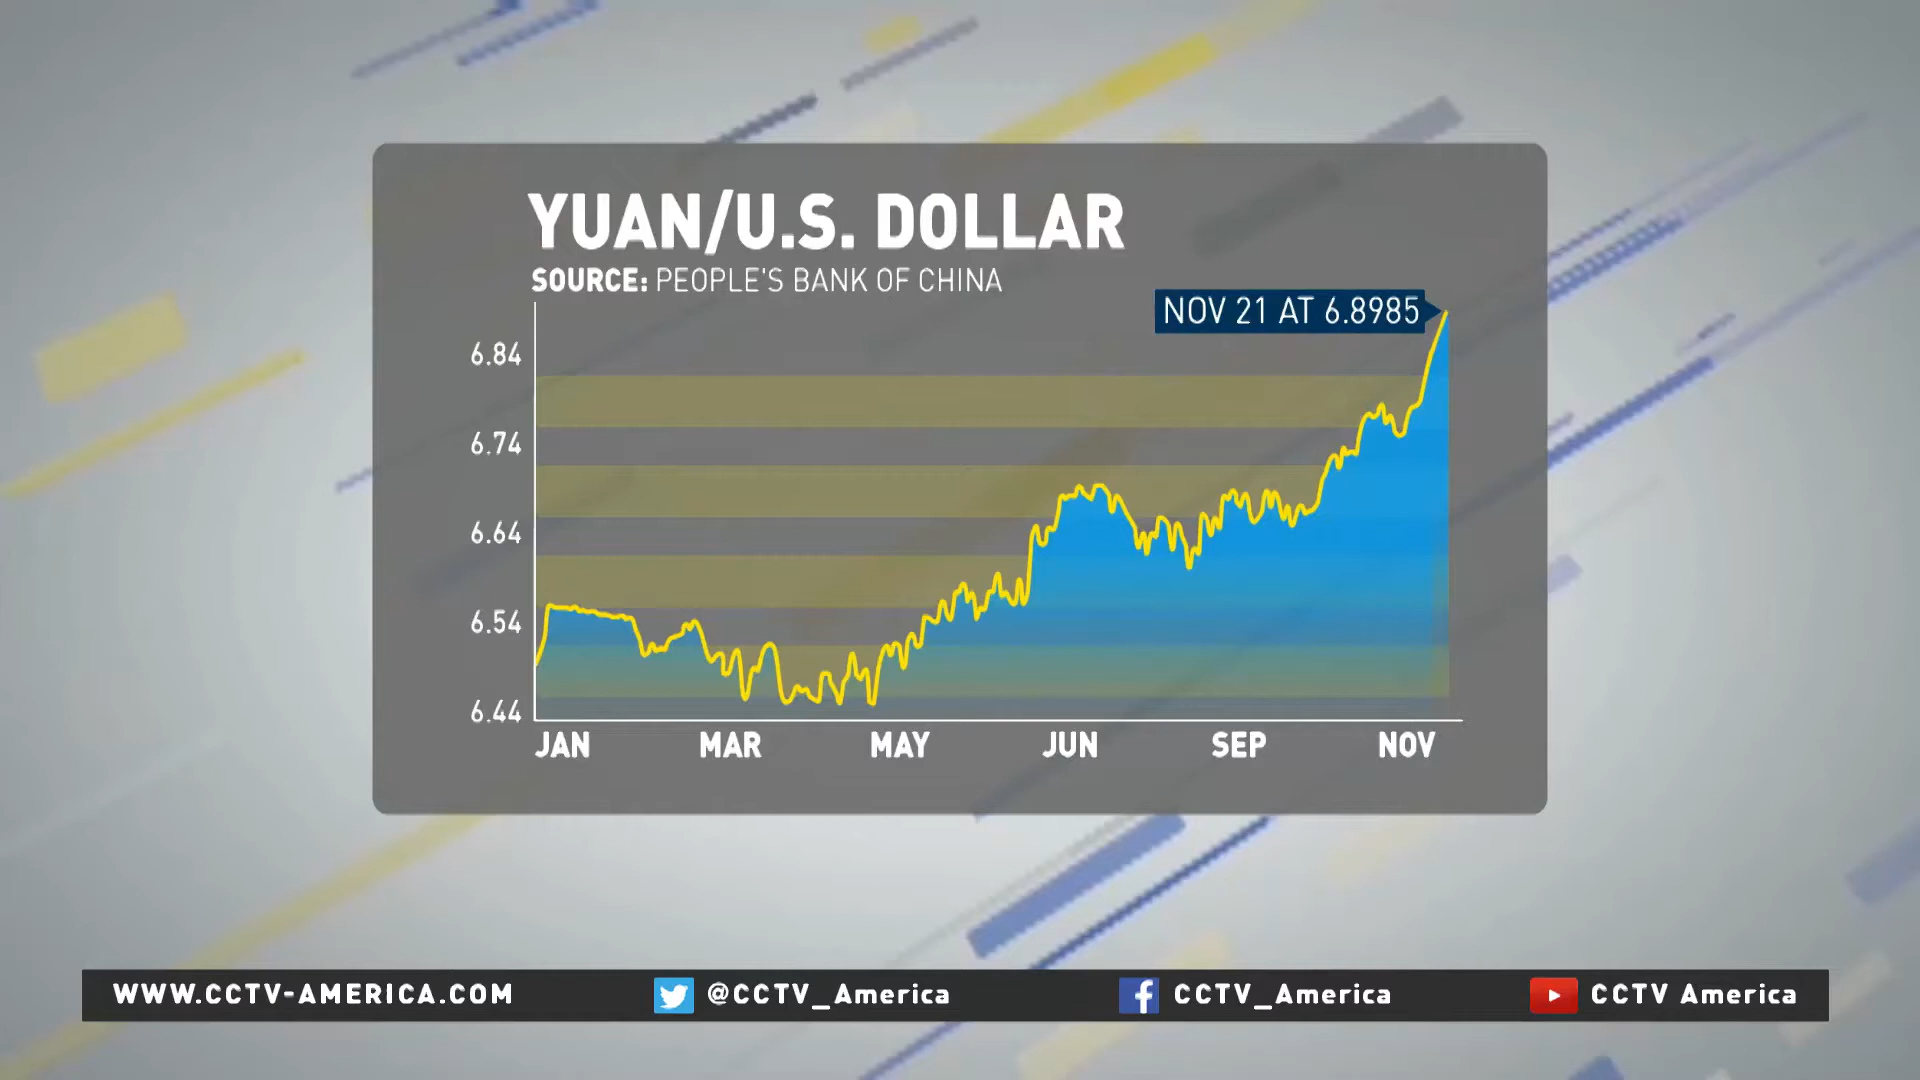 YUAN/U.S. DOLLAR
SOURCE: PEOPLE'S BANK OF CHINA
NOV 21 AT 6.8985
6.84
6.74
6.64
6.54
6.44
JAN MAR MAY JUN SEP NOV
WWW.CCTV-AMERICA.COM @CCTV_America CCTV_America CCTV America